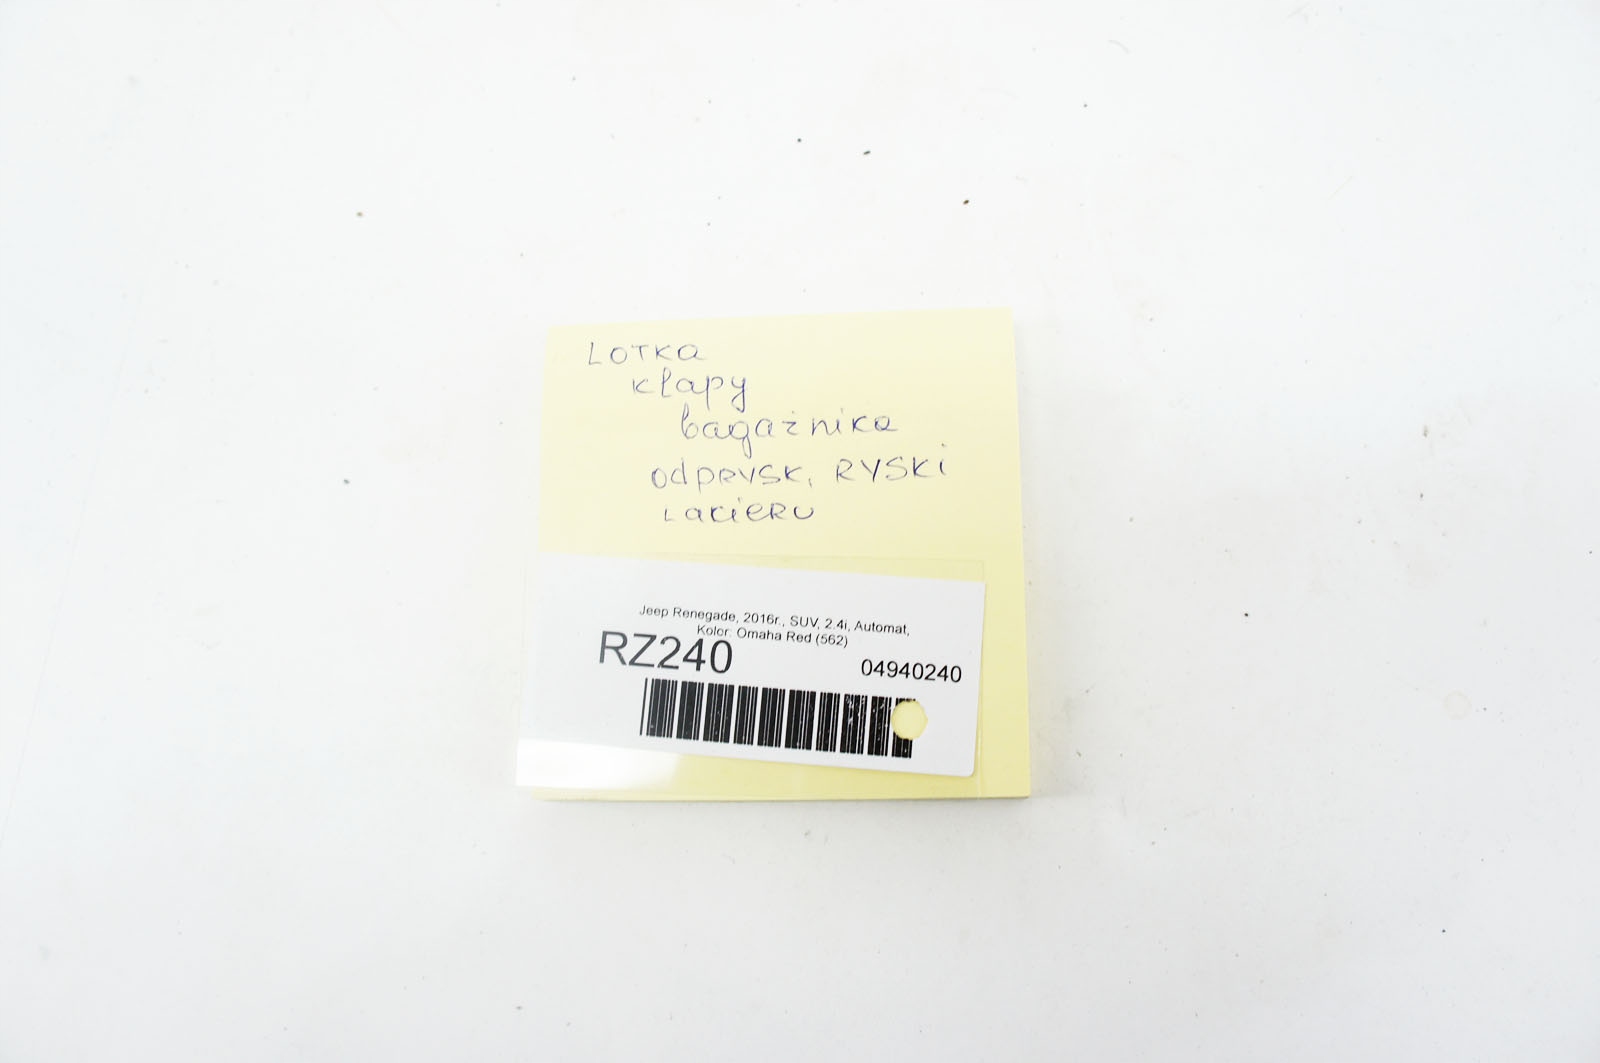 LOTKA
kłapy
bagażnika
odprysk, RYSKi
LakieRU
Jeep Renegade, 2016r., SUV, 2.4i, Automat,
Kolor: Omaha Red (562)
RZ240
04940240